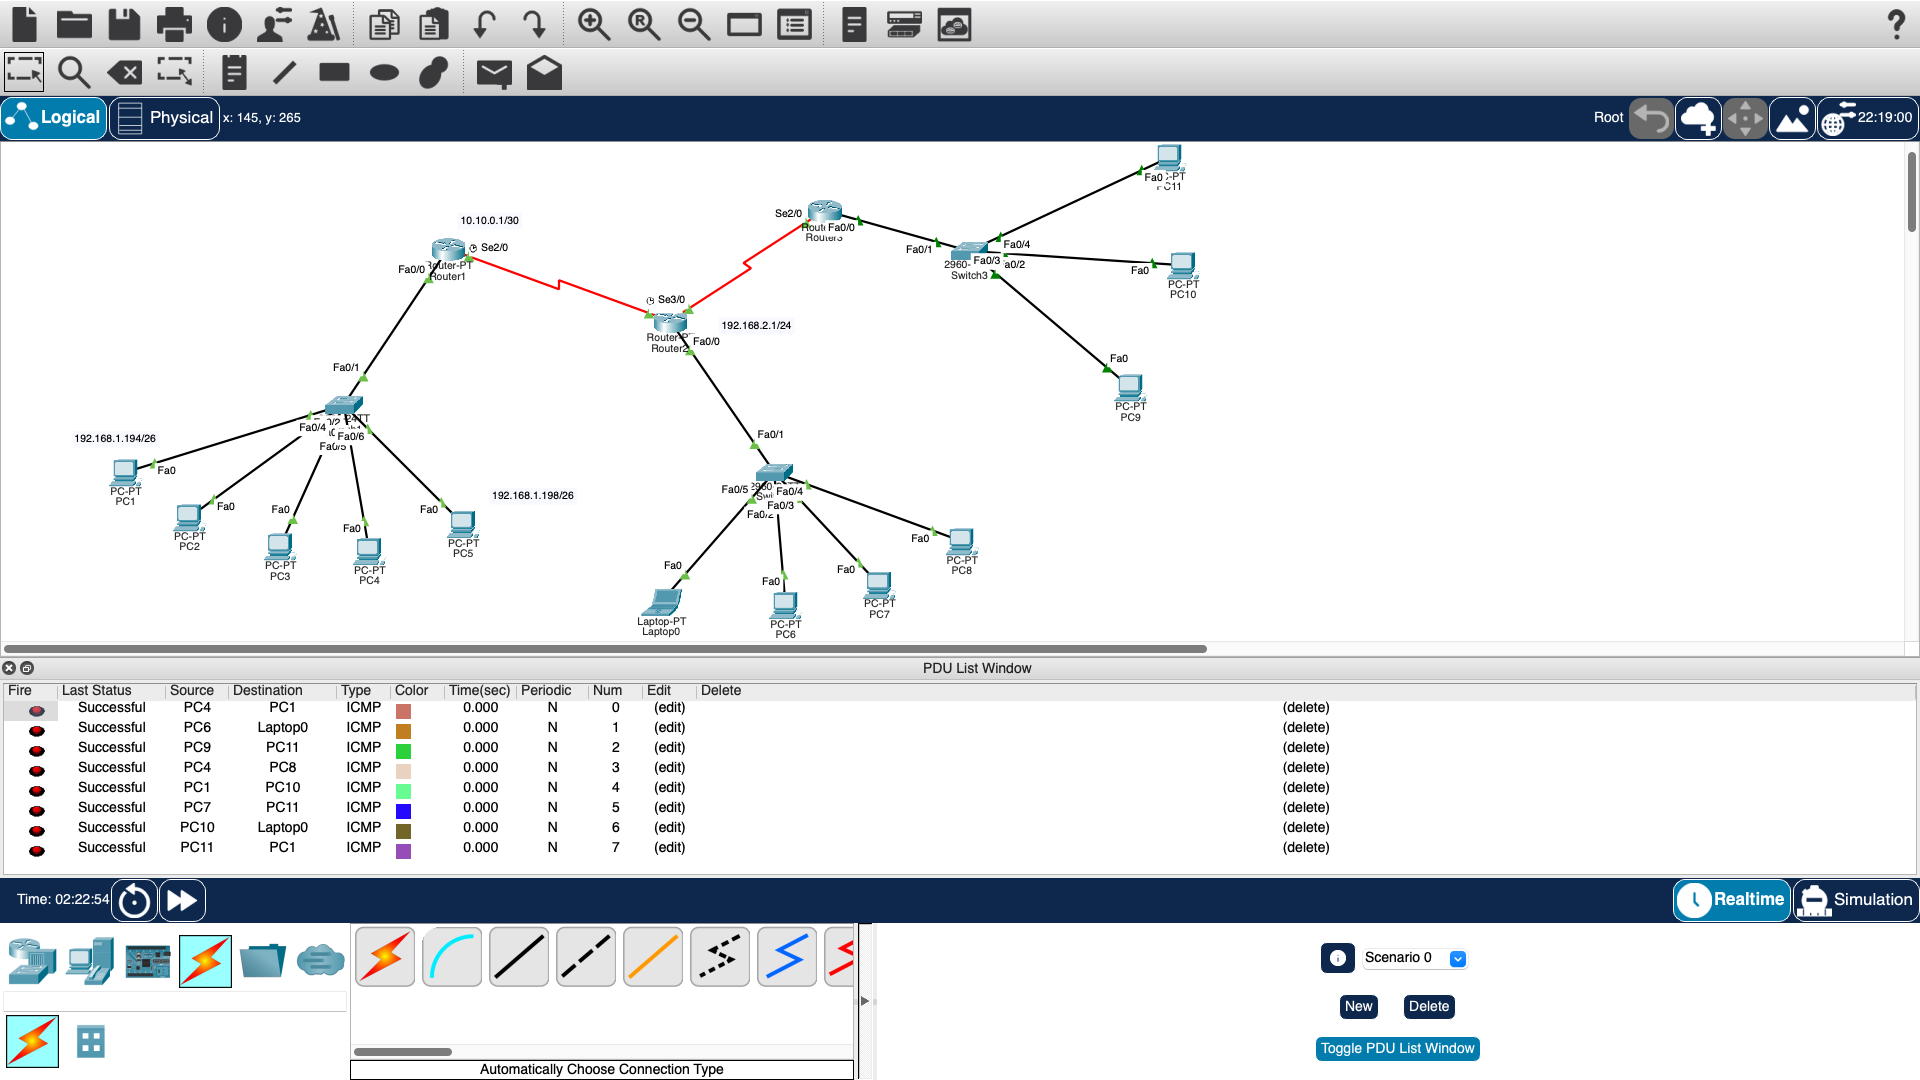 Logical
Physical
x: 145, y: 265
Root
22:19:00
PC11
Fa0
10.10.0.1/30
Se2/0
Fa0/0
Router-PT
Router1
Se2/0
Fa0/0
Router3
Fa0/1
Fa0/4
Fa0/3
2960-
Switch3
Fa0
PC-PT
PC10
Se3/0
192.168.2.1/24
Router-PT
Router2
Fa0/0
Fa0
PC-PT
PC9
Fa0/1
Fa0/4
Fa0/6
Fa0/5
192.168.1.194/26
Fa0
PC-PT
PC1
Fa0
PC-PT
PC2
Fa0
PC-PT
PC3
Fa0
PC-PT
PC4
192.168.1.198/26
Fa0
PC-PT
PC5
Fa0/1
Fa0/5
Fa0/4
Fa0/3
Fa0/2
Fa0
Laptop-PT
Laptop0
Fa0
PC-PT
PC6
Fa0
PC-PT
PC7
Fa0
PC-PT
PC8
PDU List Window
Fire Last Status Source Destination Type Color Time(sec) Periodic Num Edit Delete
Successful PC4 PC1 ICMP 0.000 N 0 (edit) (delete)
Successful PC6 Laptop0 ICMP 0.000 N 1 (edit) (delete)
Successful PC9 PC11 ICMP 0.000 N 2 (edit) (delete)
Successful PC4 PC8 ICMP 0.000 N 3 (edit) (delete)
Successful PC1 PC10 ICMP 0.000 N 4 (edit) (delete)
Successful PC7 PC11 ICMP 0.000 N 5 (edit) (delete)
Successful PC10 Laptop0 ICMP 0.000 N 6 (edit) (delete)
Successful PC11 PC1 ICMP 0.000 N 7 (edit) (delete)
Time: 02:22:54
Realtime
Simulation
Scenario 0
New
Delete
Toggle PDU List Window
Automatically Choose Connection Type